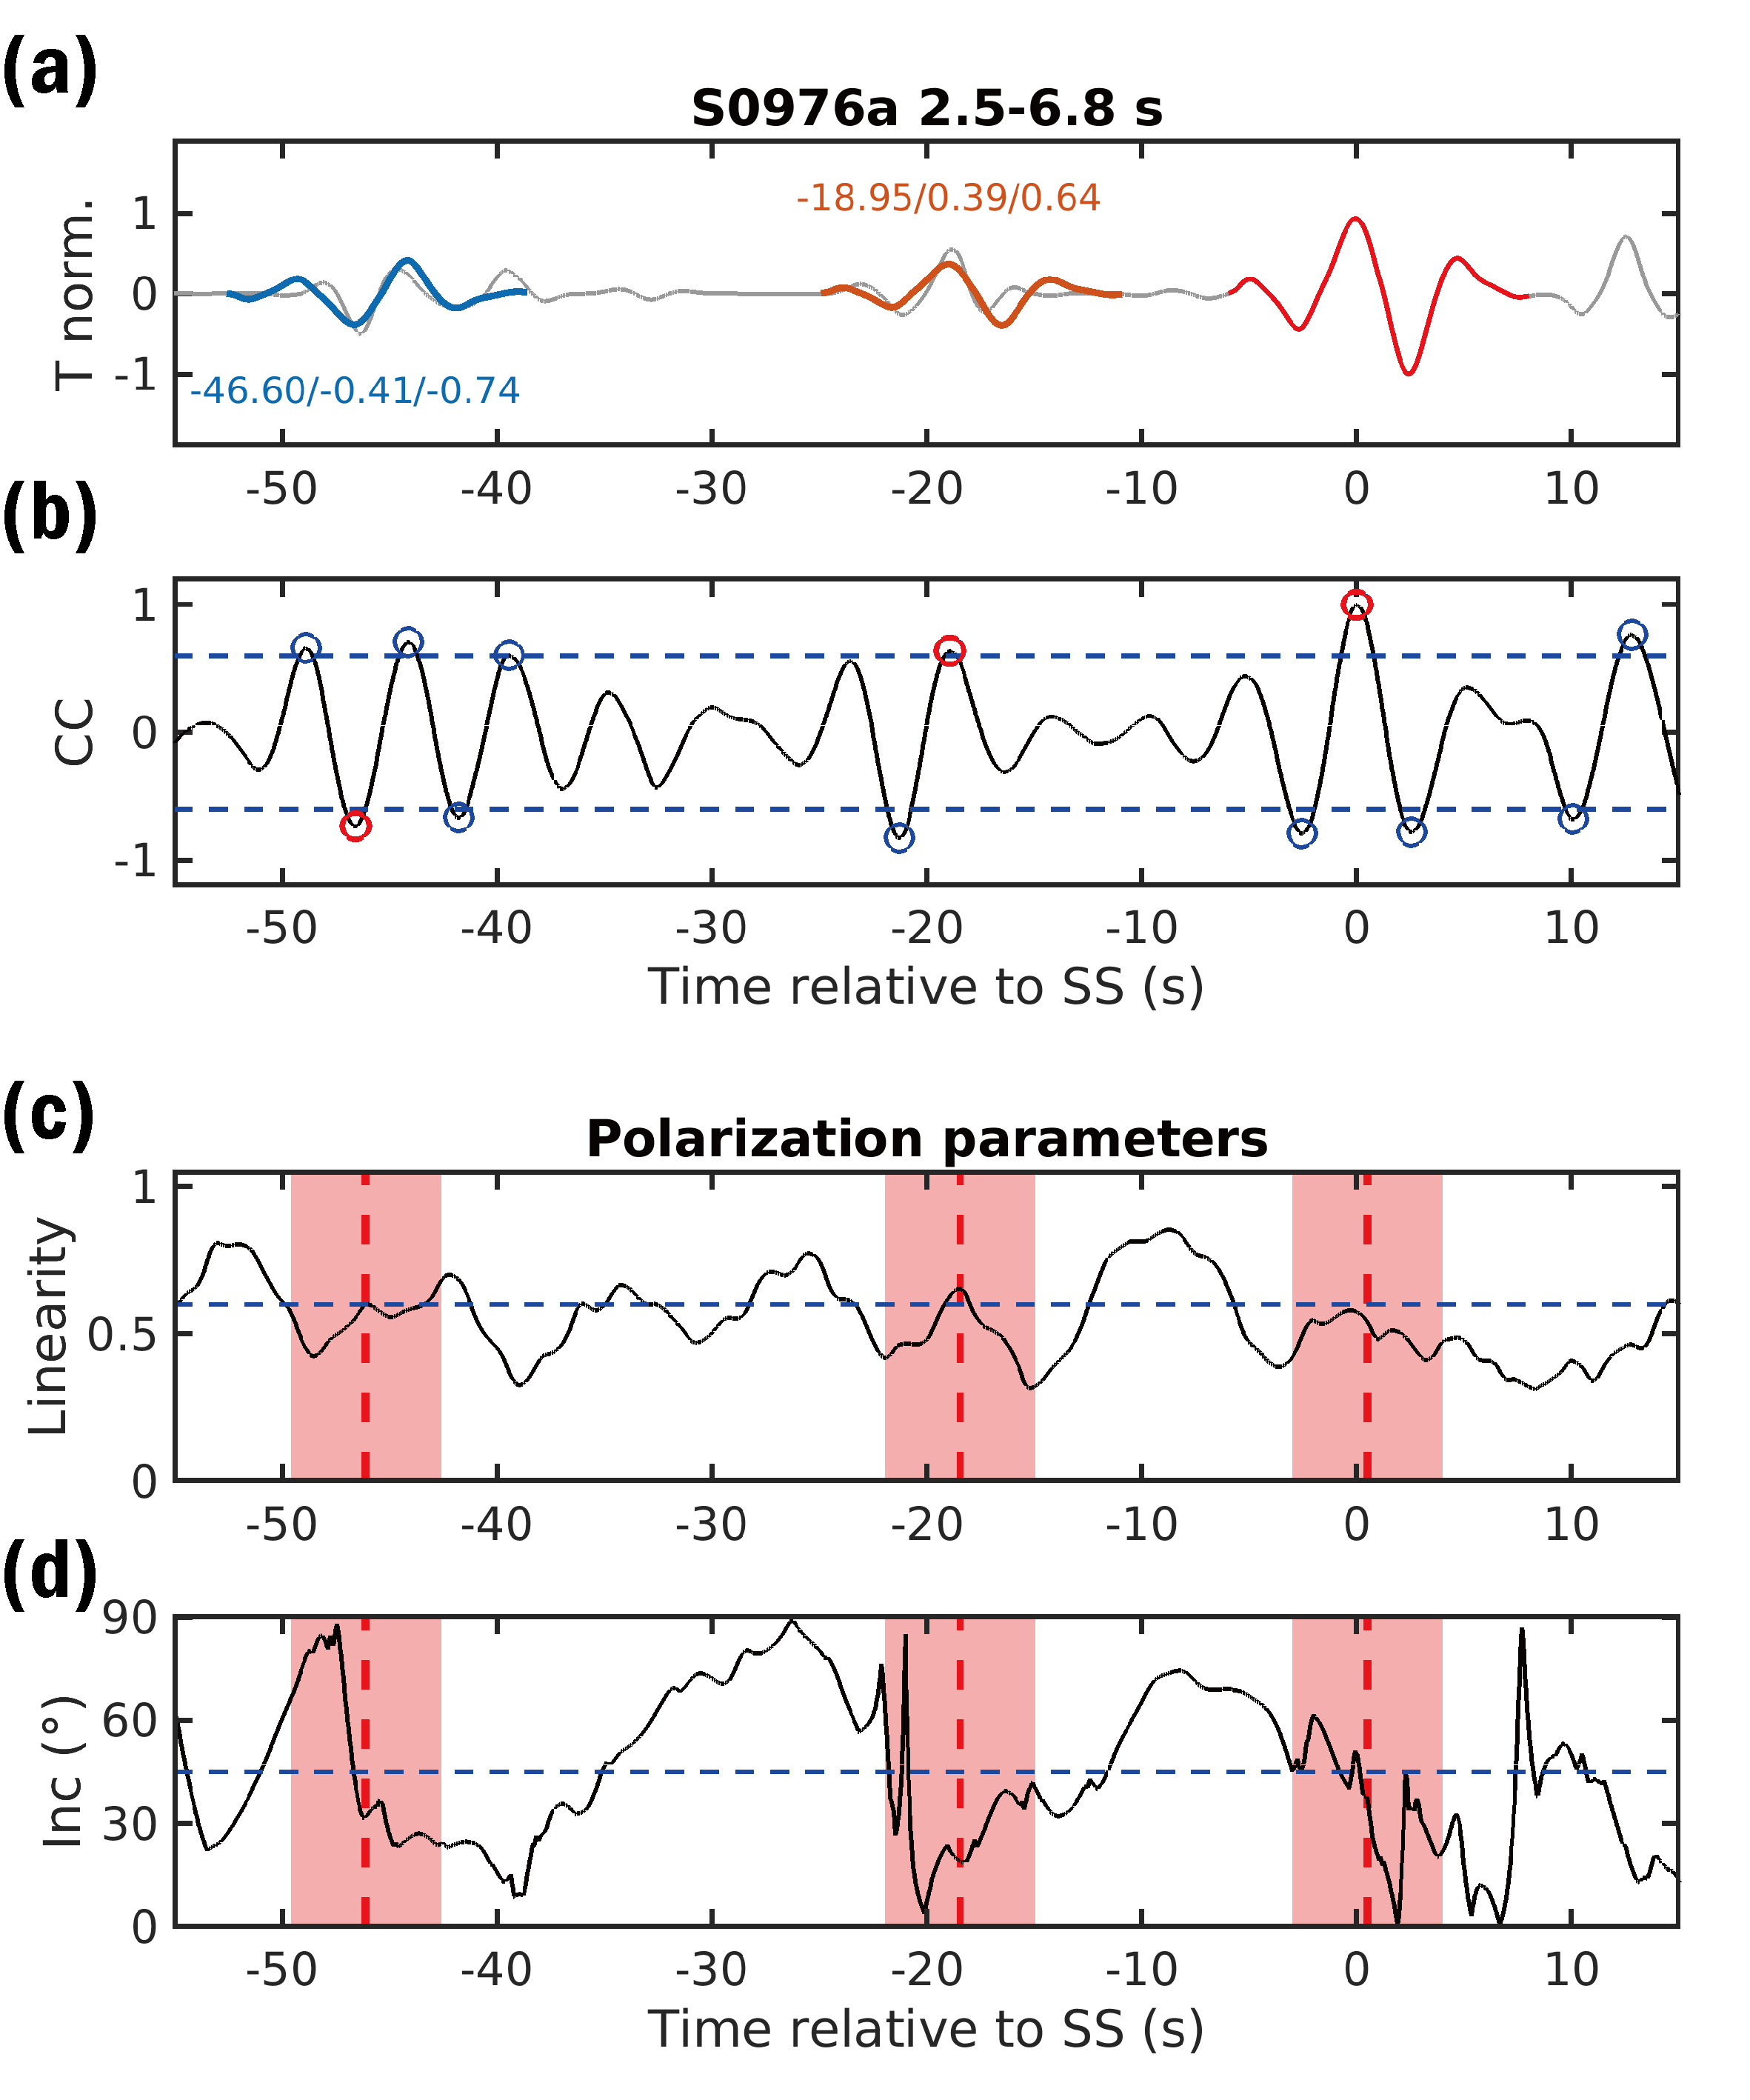 (a)
S0976a 2.5-6.8 s
T norm.
1
0
-1
-18.95/0.39/0.64
-46.60/-0.41/-0.74
-50 -40 -30 -20 -10 0 10
(b)
CC
1
0
-1
-50 -40 -30 -20 -10 0 10
Time relative to SS (s)
(c)
Polarization parameters
Linearity
1
0.5
0
-50 -40 -30 -20 -10 0 10
(d)
Inc (°)
90
60
30
0
-50 -40 -30 -20 -10 0 10
Time relative to SS (s)